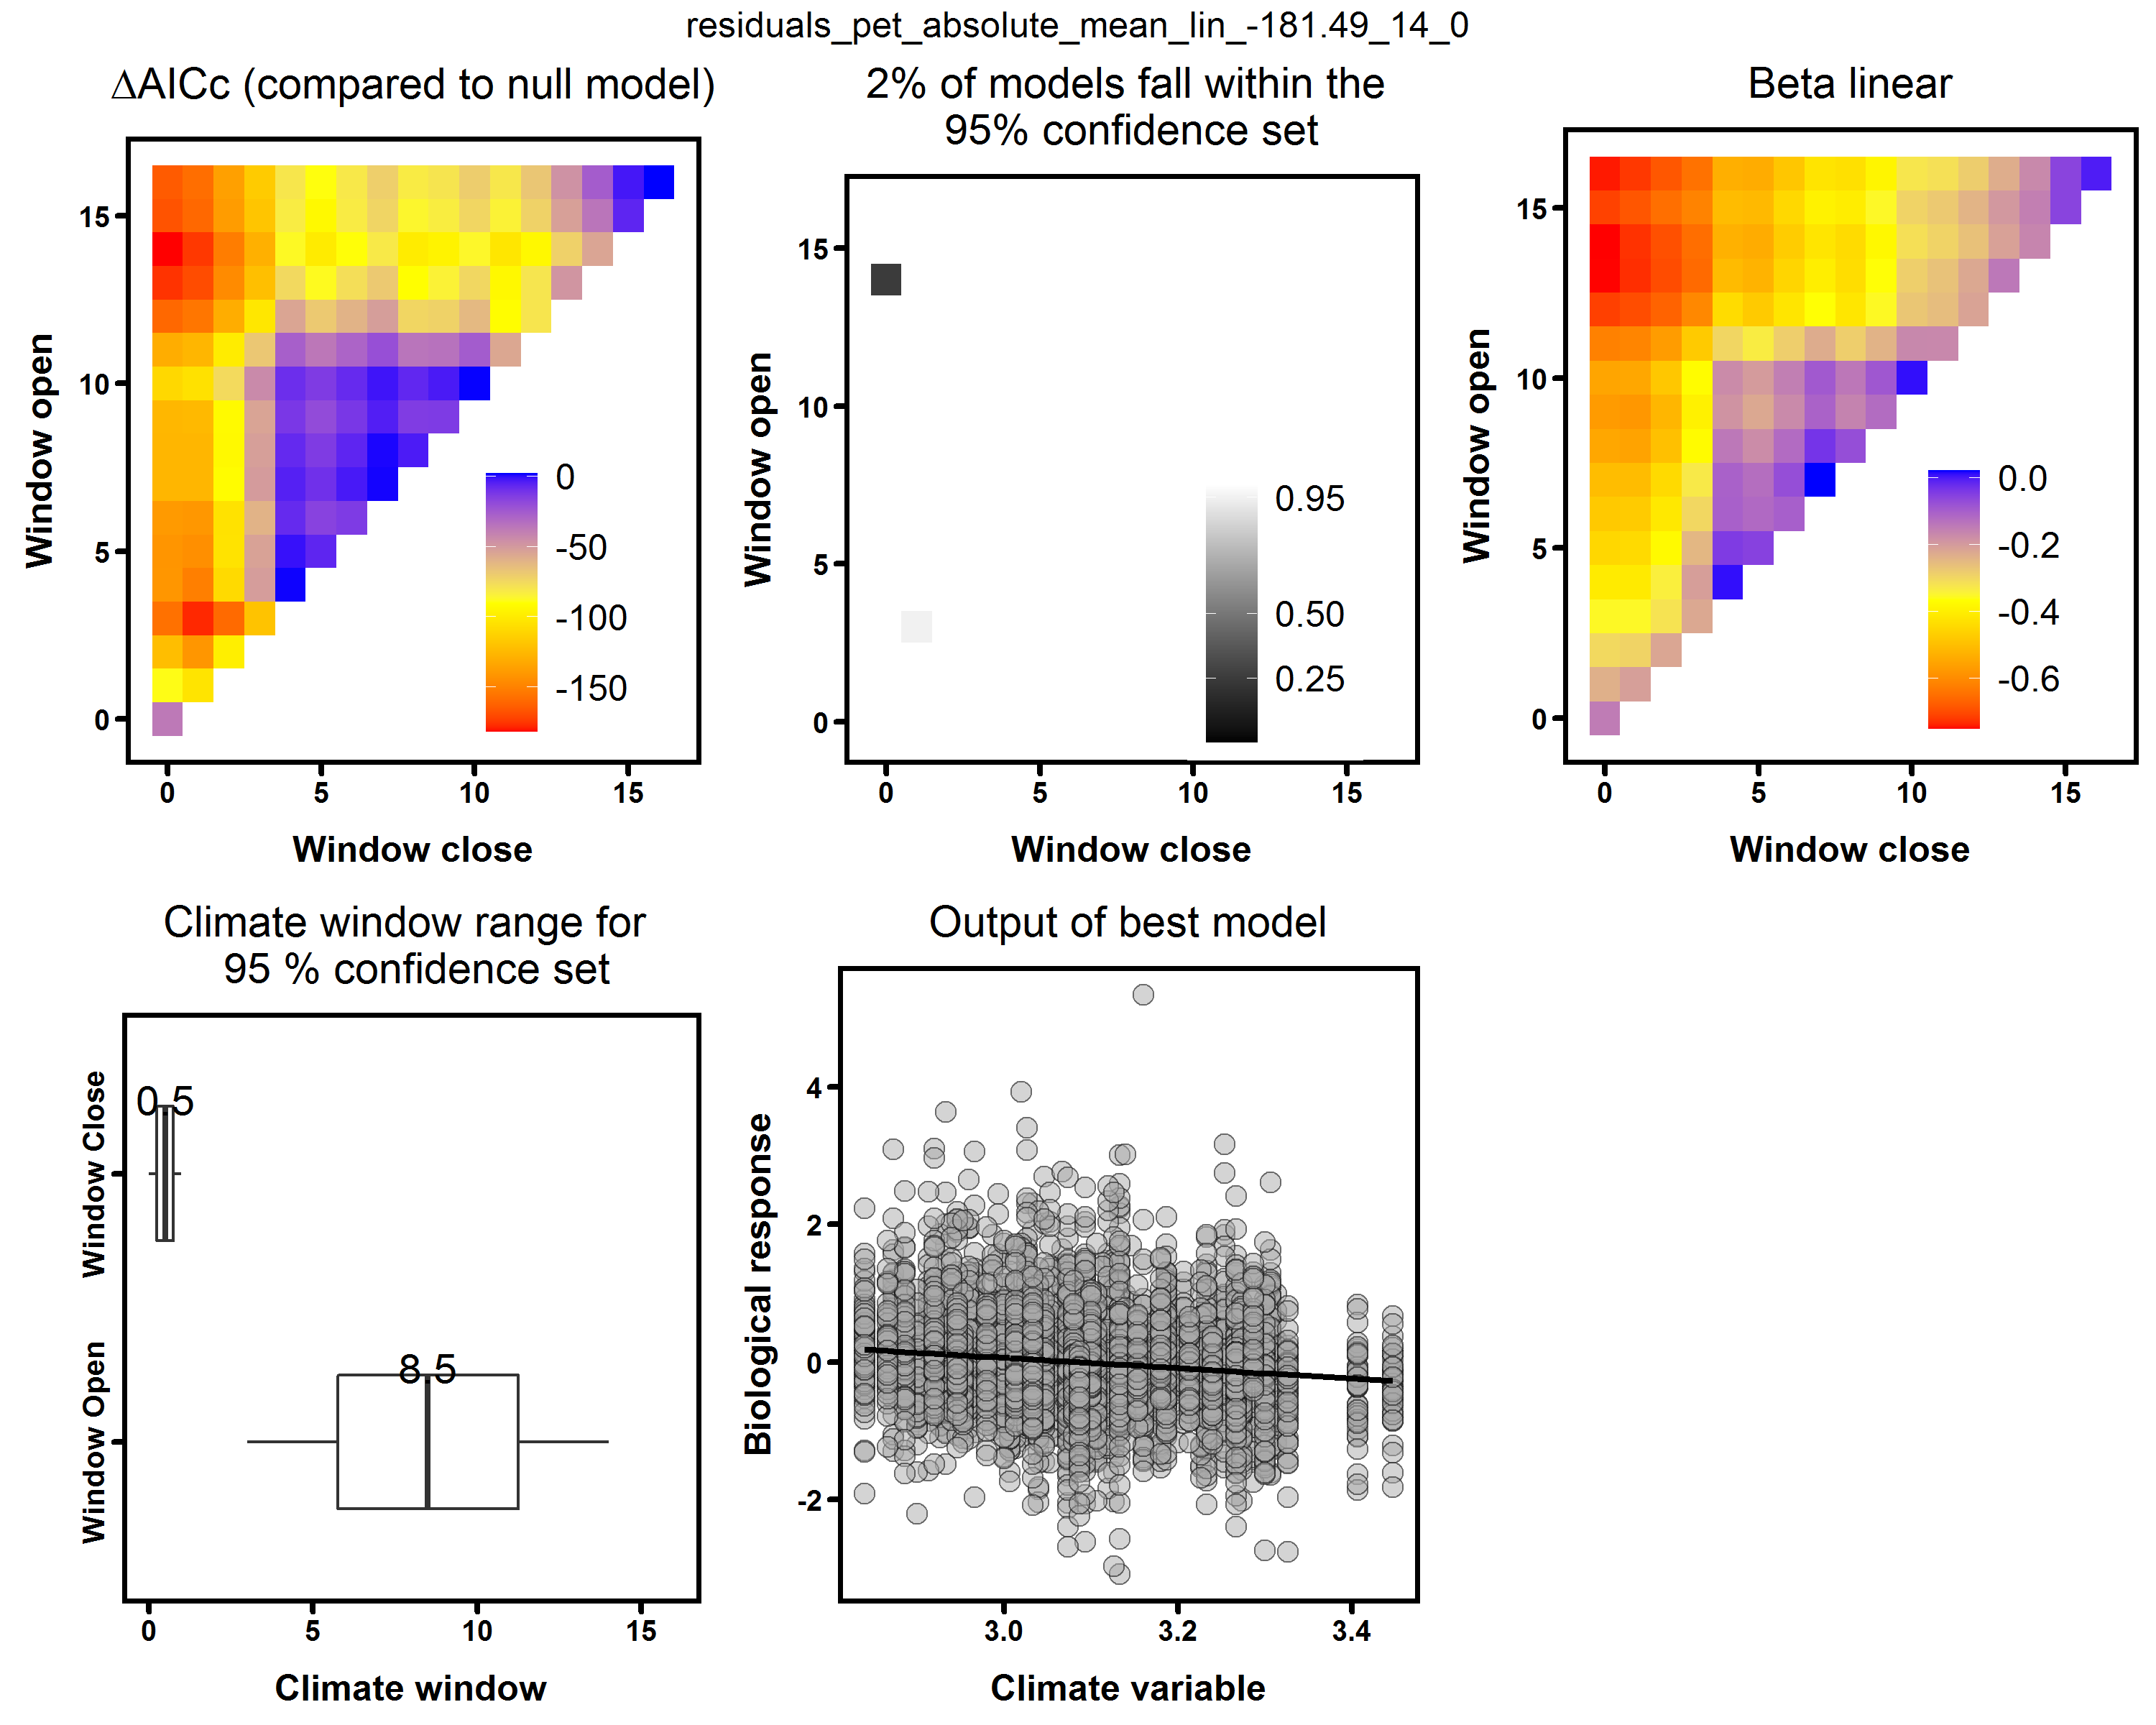 residuals_pet_absolute_mean_lin_-181.49_14_0
ΔAICc (compared to null model)
15
10
5
0
0
5
10
15
Window open
Window close
0
-50
-100
-150
2% of models fall within the
95% confidence set
15
10
5
0
0
5
10
15
Window open
Window close
0.95
0.50
0.25
Beta linear
15
10
5
0
0
5
10
15
Window open
Window close
0.0
-0.2
-0.4
-0.6
Climate window range for
95 % confidence set
Window Close
Window Open
0.5
8.5
0
5
10
15
Climate window
Output of best model
Biological response
4
2
0
-2
3.0
3.2
3.4
Climate variable